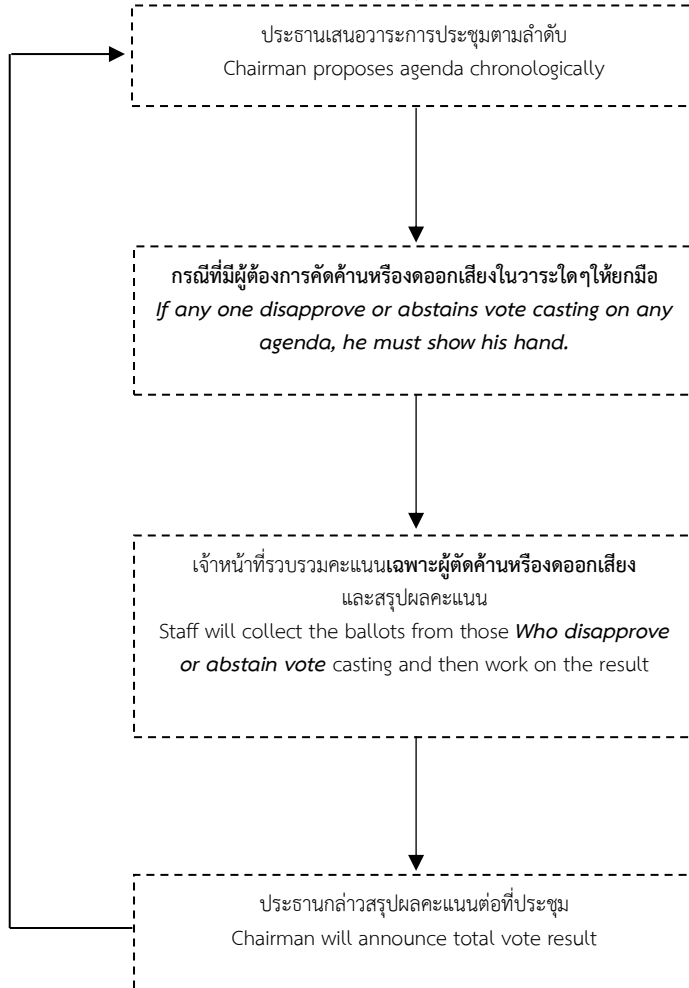 ประธานเสนอวาระการประชุมตามลำดับ
Chairman proposes agenda chronologically
กรณีที่มีผู้ต้องการคัดค้านหรืองดออกเสียงในวาระใดๆให้ยกมือ
If any one disapprove or abstains vote casting on any
agenda, he must show his hand.
เจ้าหน้าที่รวบรวมคะแนนเฉพาะผู้ตัดค้านหรืองดออกเสียง
และสรุปผลคะแนน
Staff will collect the ballots from those Who disapprove
or abstain vote casting and then work on the result
ประธานกล่าวสรุปผลคะแนนต่อที่ประชุม
Chairman will announce total vote result